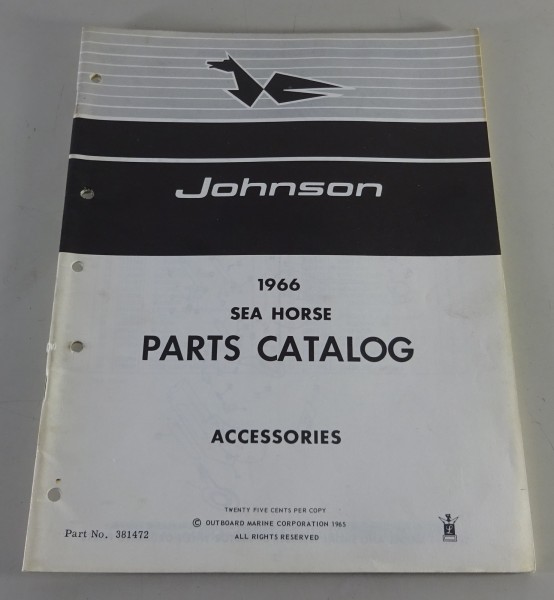 Johnson
1966
SEA HORSE
PARTS CATALOG
ACCESSORIES
TWENTY FIVE CENTS PER COPY
© OUTBOARD MARINE CORPORATION 1965
ALL RIGHTS RESERVED
Part No. 381472